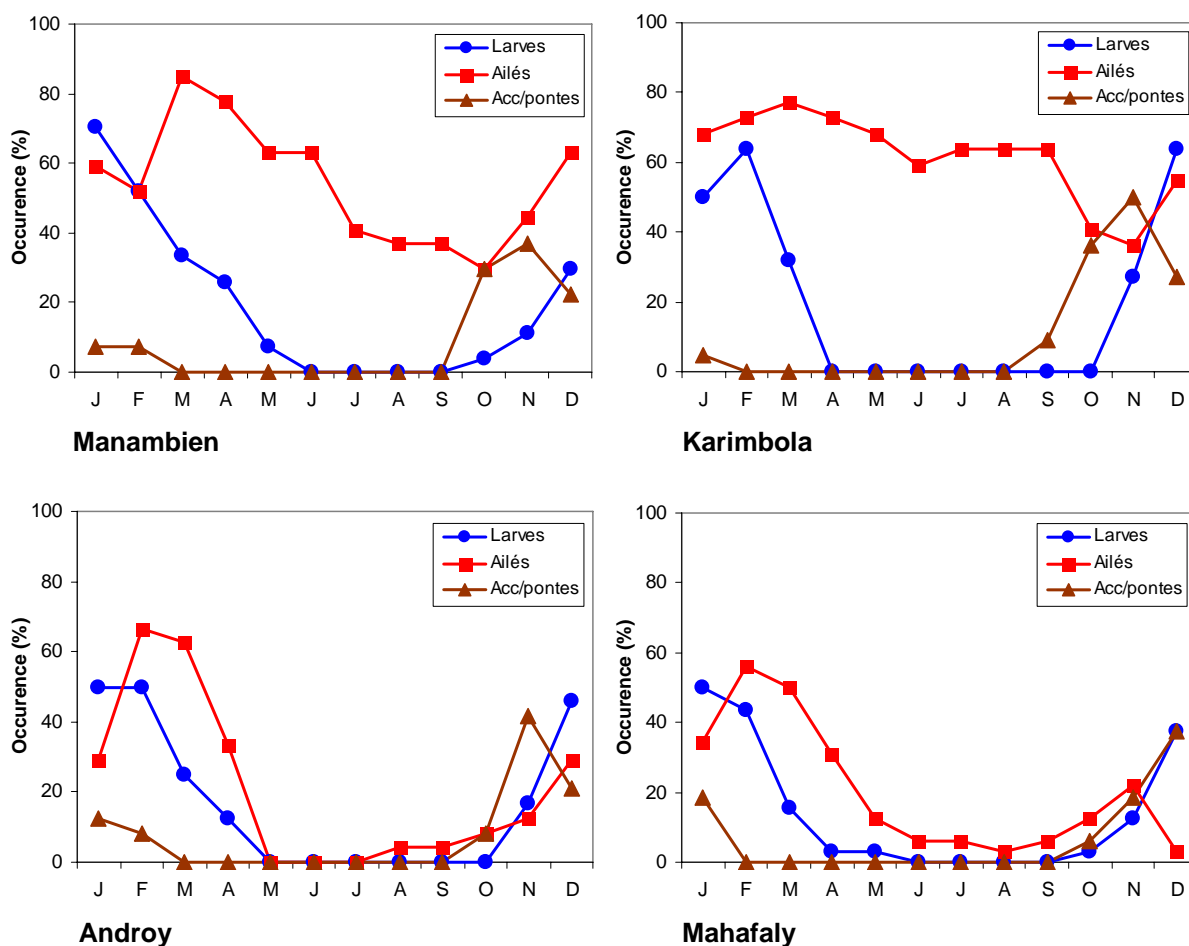 100
80
60
40
20
0
Occurence (%)
Larves
Ailés
Acc/pontes
J F M A M J J A S O N D
Manambien
100
80
60
40
20
0
Occurence (%)
Larves
Ailés
Acc/pontes
J F M A M J J A S O N D
Karimbola
100
80
60
40
20
0
Occurence (%)
Larves
Ailés
Acc/pontes
J F M A M J J A S O N D
Androy
100
80
60
40
20
0
Occurence (%)
Larves
Ailés
Acc/pontes
J F M A M J J A S O N D
Mahafaly